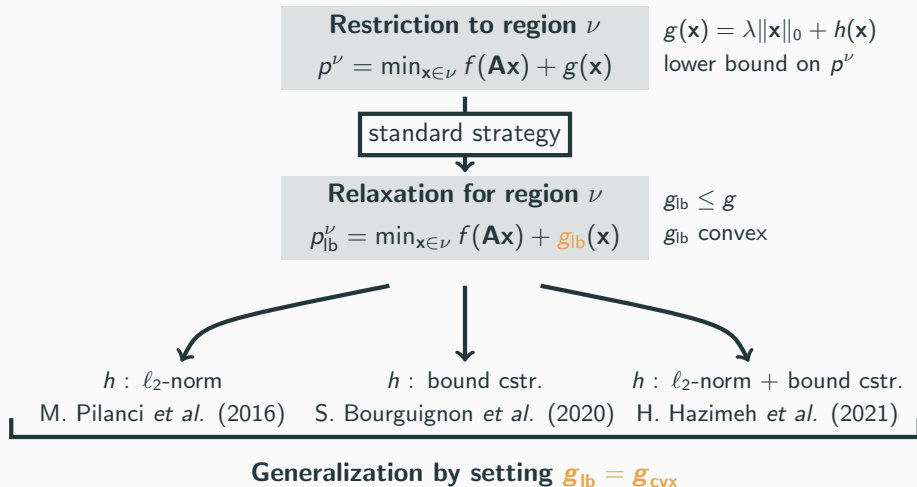 Restriction to region ν
g(x) = λ‖x‖₀ + h(x)
p^ν = min_{x∈ν} f(Ax) + g(x)
lower bound on p^ν
standard strategy
Relaxation for region ν
g_lb ≤ g
p^ν_lb = min_{x∈ν} f(Ax) + g_lb(x)
g_lb convex
h : ℓ₂-norm
M. Pilanci et al. (2016)
h : bound cstr.
S. Bourguignon et al. (2020)
h : ℓ₂-norm + bound cstr.
H. Hazimeh et al. (2021)
Generalization by setting g_lb = g_cvx